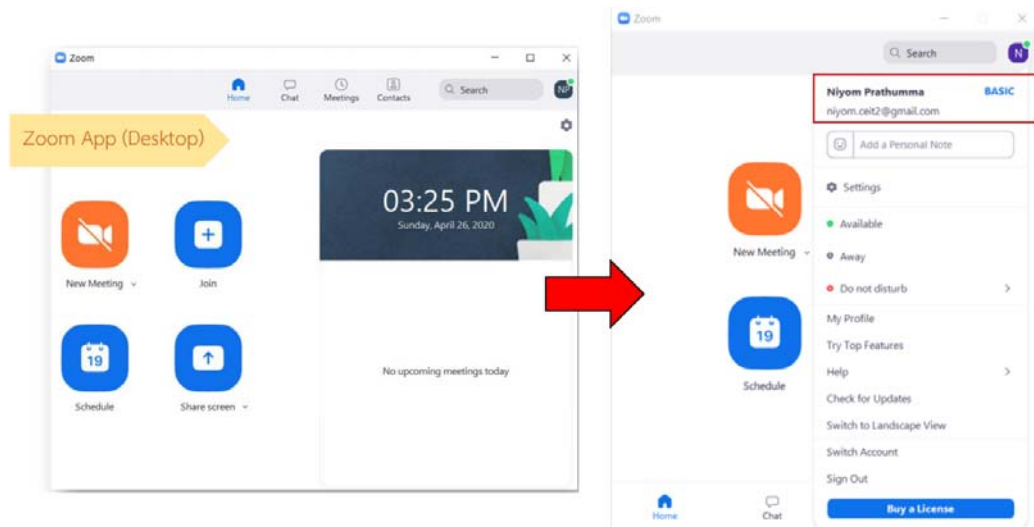 Zoom
Home
Chat
Meetings
Contacts
Search
NP
Zoom App (Desktop)
03:25 PM
Sunday, April 26, 2020
New Meeting
Join
19
Schedule
Share screen
No upcoming meetings today
Zoom
Search
N
Niyom Prathumma BASIC
niyom.ceit2@gmail.com
Add a Personal Note
Settings
Available
Away
Do not disturb
My Profile
Try Top Features
Help
Check for Updates
Switch to Landscape View
Switch Account
Sign Out
Buy a License
New Meeting
19
Schedule
Home
Chat